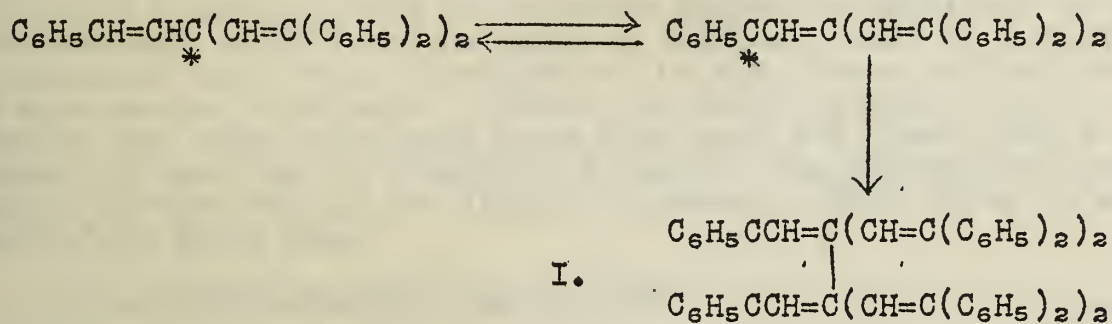 C₆H₅CH=CHC(CH=C(C₆H₅)₂)₂ ⇌ C₆H₅CCH=C(CH=C(C₆H₅)₂)₂
* *
C₆H₅CCH=C(CH=C(C₆H₅)₂)₂
I.
C₆H₅CCH=C(CH=C(C₆H₅)₂)₂